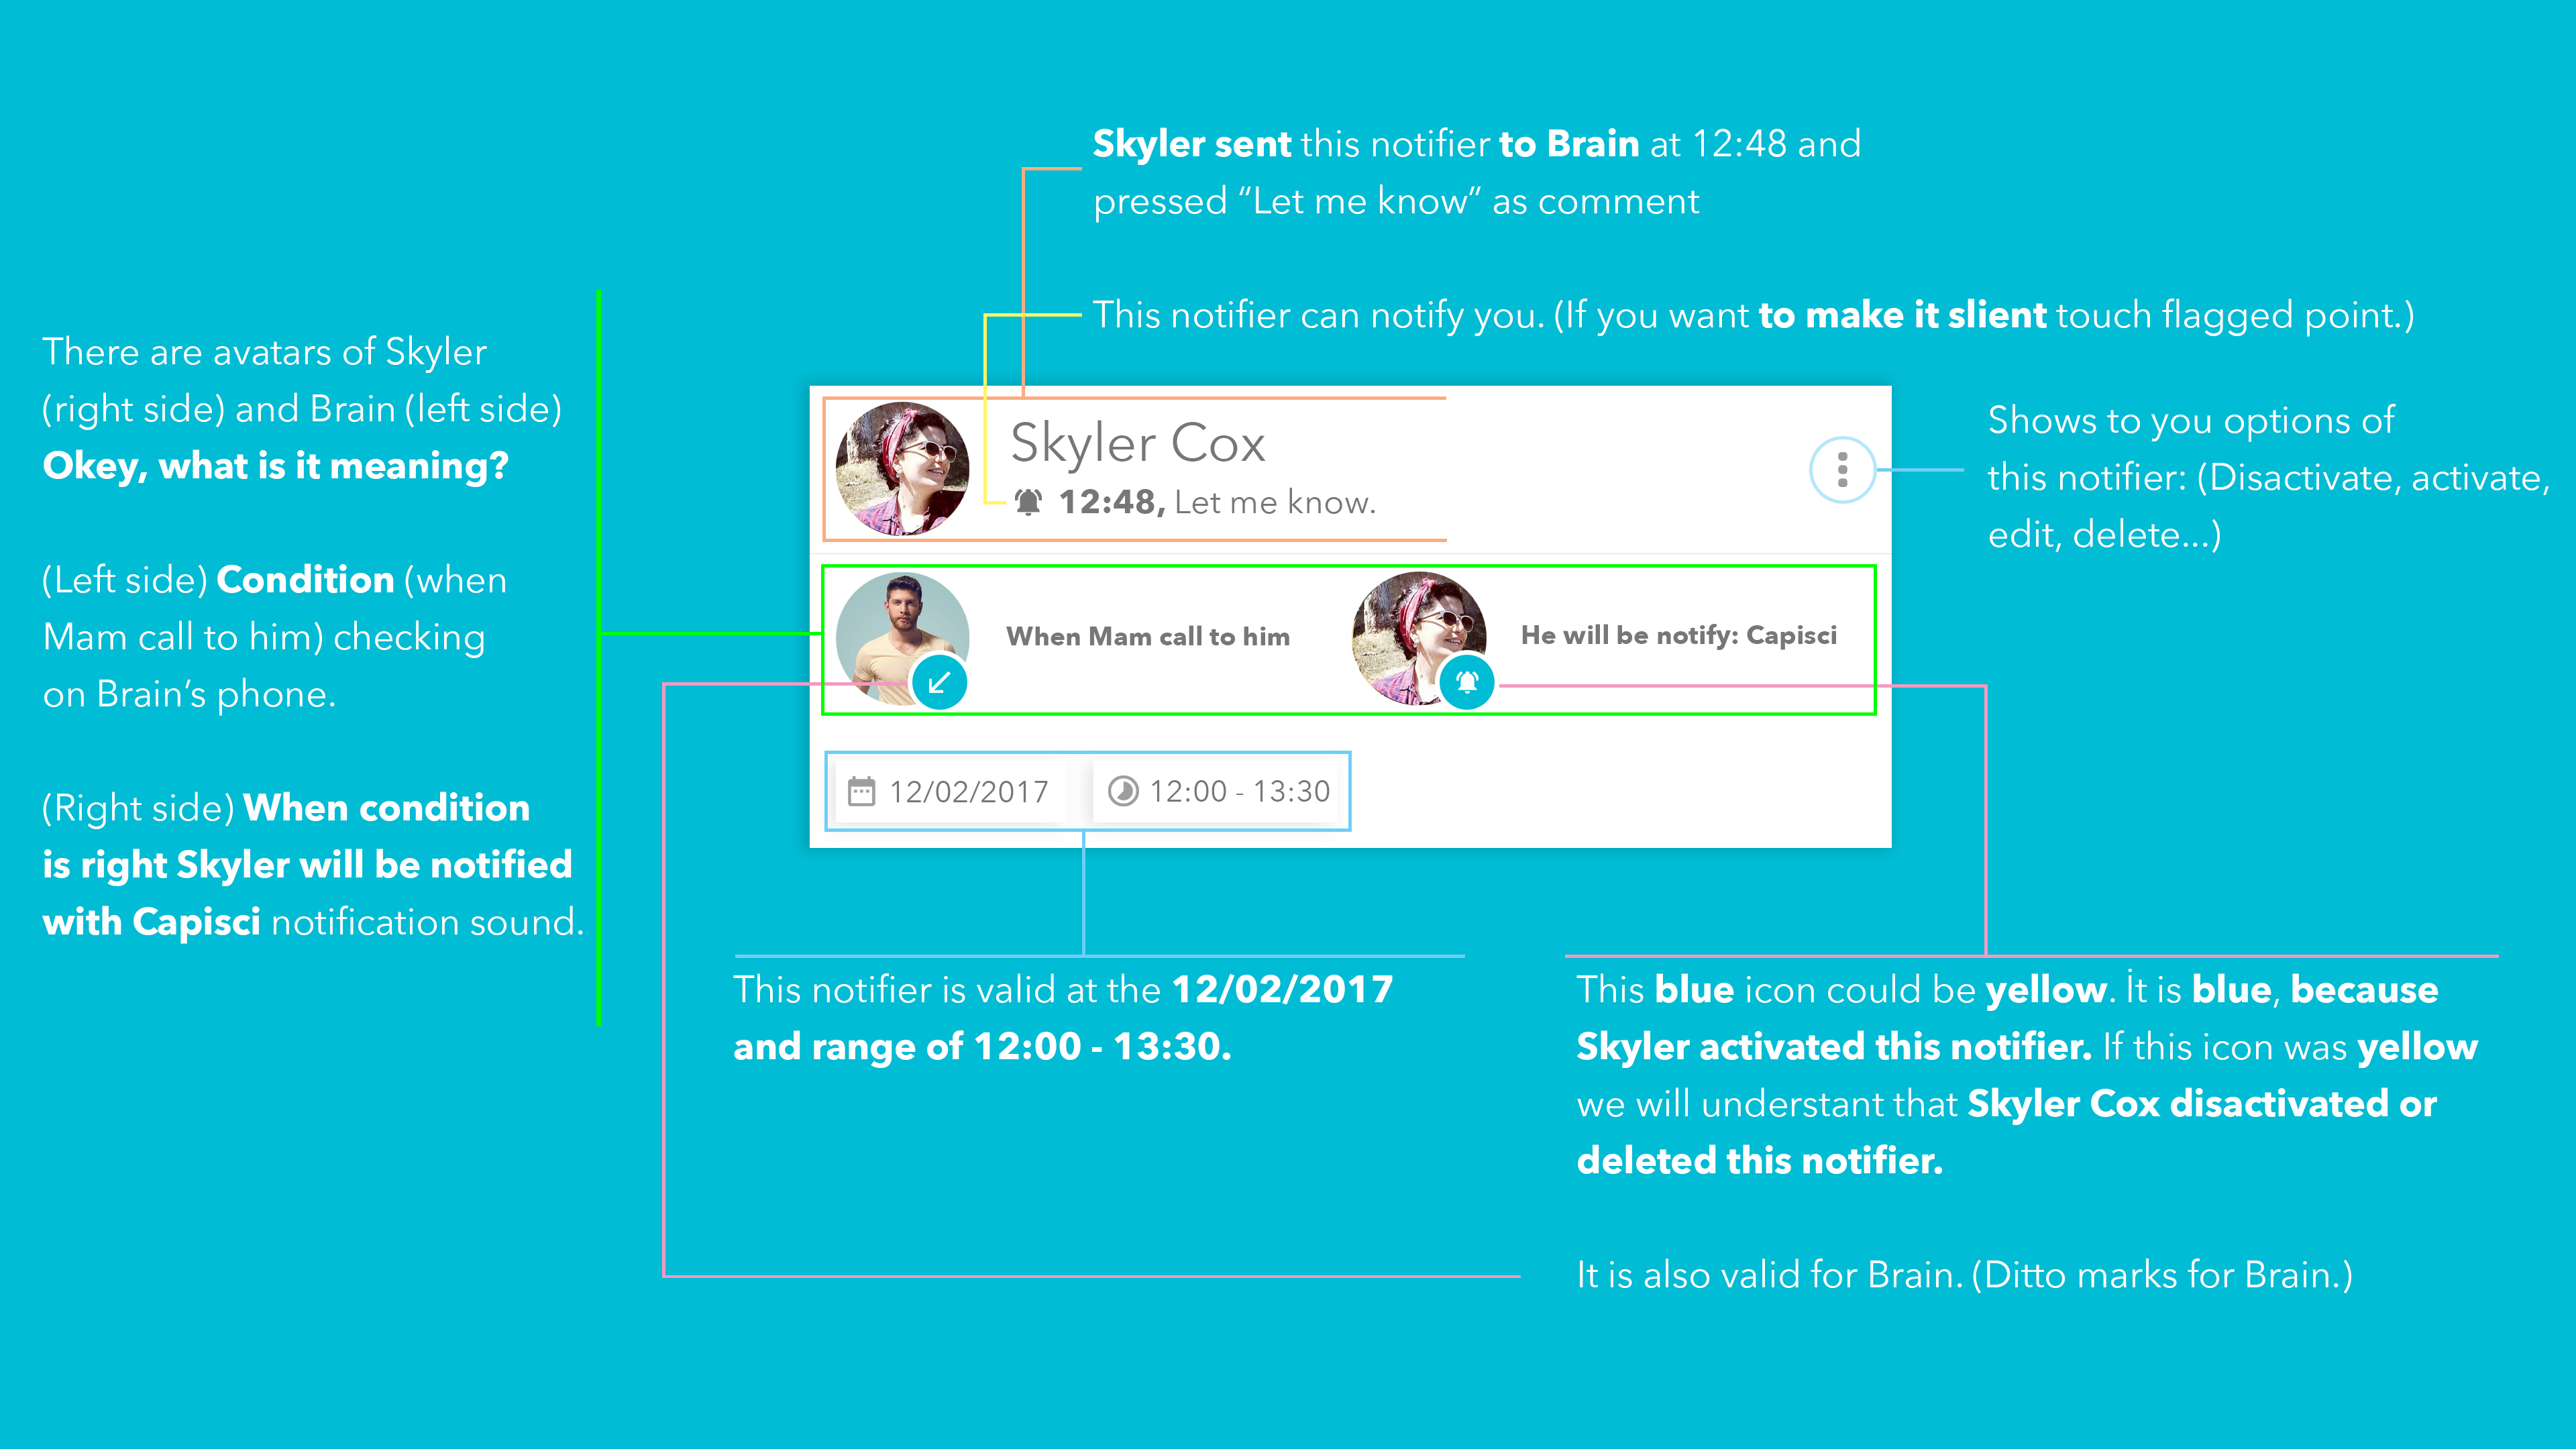 Skyler sent this notifier to Brain at 12:48 and
pressed “Let me know” as comment
This notifier can notify you. (If you want to make it slient touch flagged point.)
There are avatars of Skyler
(right side) and Brain (left side)
Okey, what is it meaning?
(Left side) Condition (when
Mam call to him) checking
on Brain’s phone.
(Right side) When condition
is right Skyler will be notified
with Capisci notification sound.
Skyler Cox
12:48, Let me know.
Shows to you options of
this notifier: (Disactivate, activate,
edit, delete...)
When Mam call to him
He will be notify: Capisci
12/02/2017
12:00 - 13:30
This notifier is valid at the 12/02/2017
and range of 12:00 - 13:30.
This blue icon could be yellow. İt is blue, because
Skyler activated this notifier. If this icon was yellow
we will understant that Skyler Cox disactivated or
deleted this notifier.
It is also valid for Brain. (Ditto marks for Brain.)